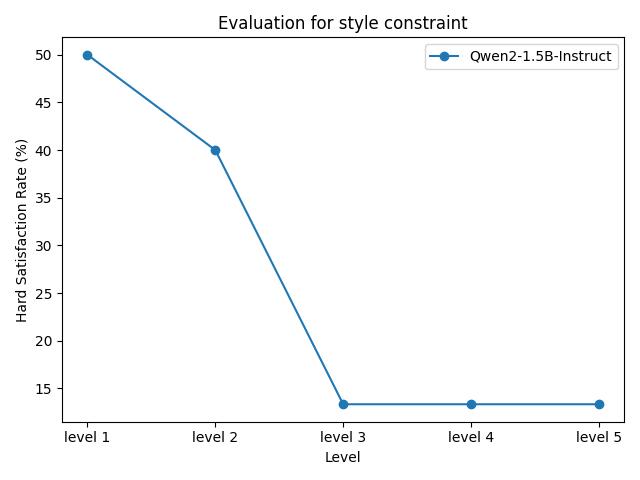 Evaluation for style constraint
Qwen2-1.5B-Instruct
Hard Satisfaction Rate (%)
50
45
40
35
30
25
20
15
level 1
level 2
level 3
level 4
level 5
Level